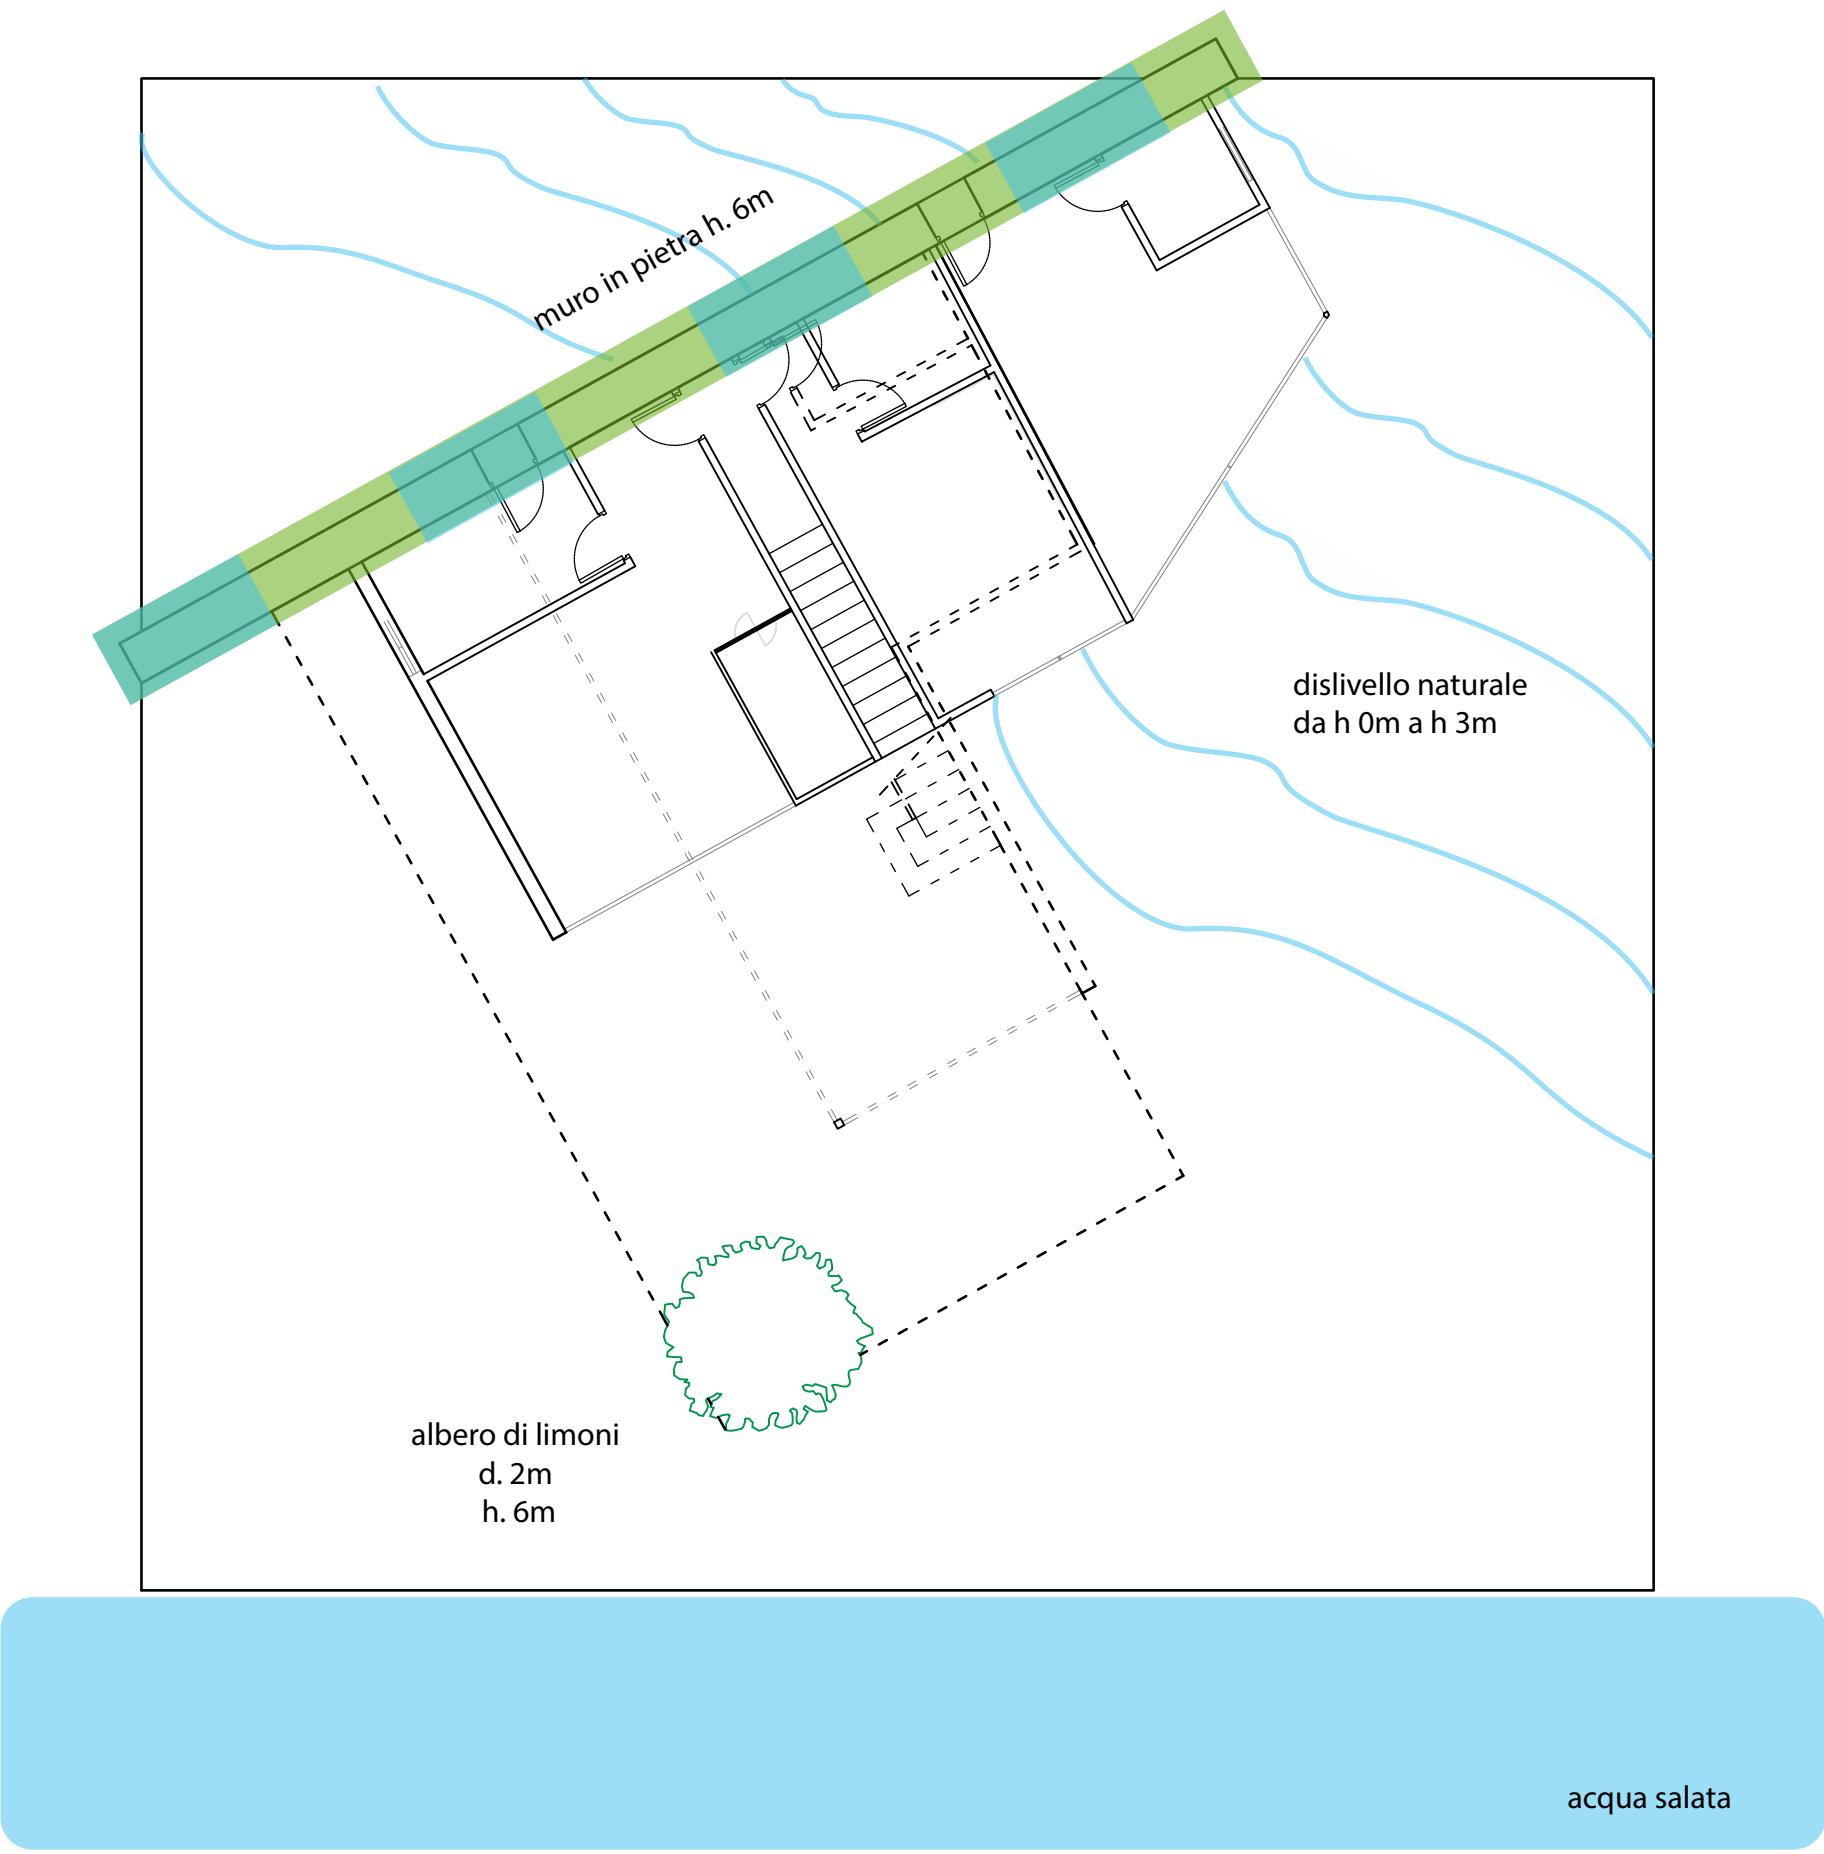 muro in pietra h. 6m
dislivello naturale
da h 0m a h 3m
albero di limoni
d. 2m
h. 6m
acqua salata